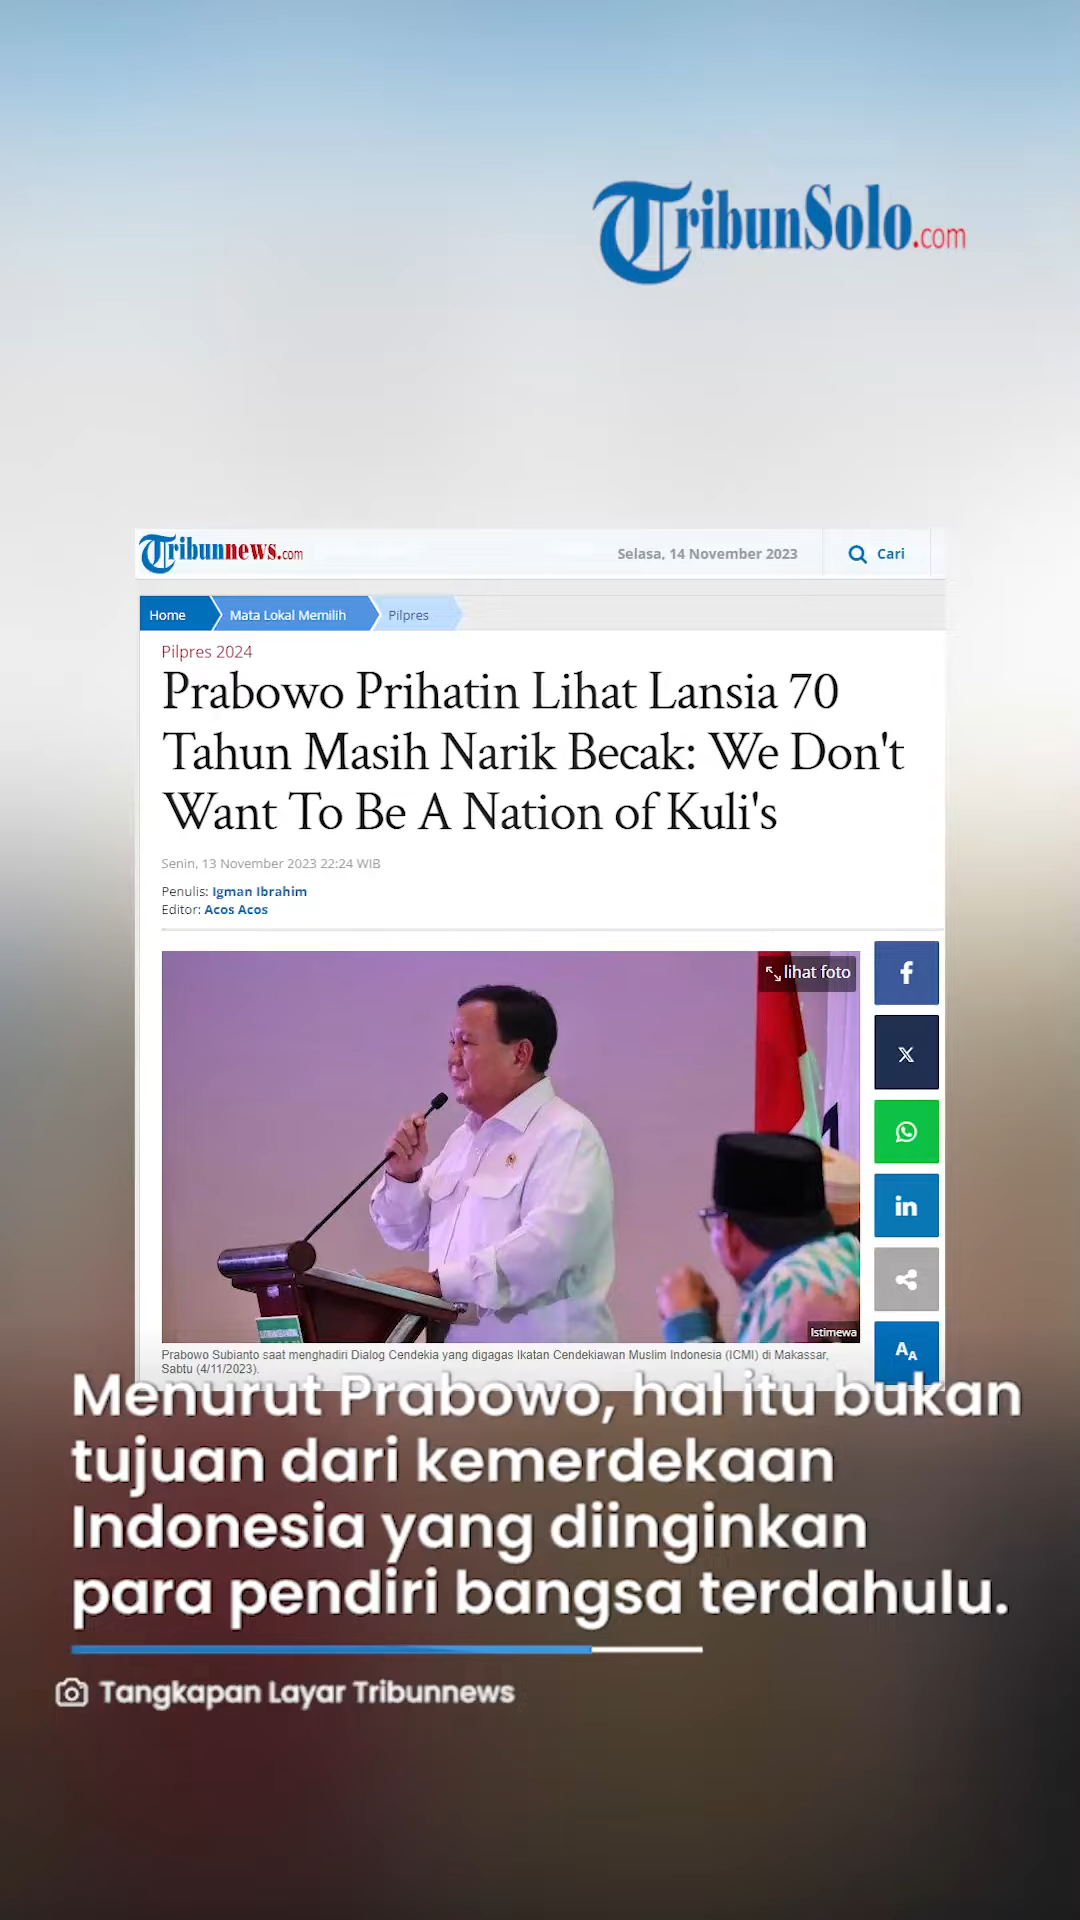 TribunSolo.com
Tribunnews.com
Selasa, 14 November 2023
Cari
Home
Mata Lokal Memilih
Pilpres
Pilpres 2024
Prabowo Prihatin Lihat Lansia 70
Tahun Masih Narik Becak: We Don't
Want To Be A Nation of Kuli's
Senin, 13 November 2023 22:24 WIB
Penulis: Igman Ibrahim
Editor: Acos Acos
lihat foto
Istimewa
Prabowo Subianto saat menghadiri Dialog Cendekia yang digagas Ikatan Cendekiawan Muslim Indonesia (ICMI) di Makassar,
Sabtu (4/11/2023).
AA
Menurut Prabowo, hal itu bukan
tujuan dari kemerdekaan
Indonesia yang diinginkan
para pendiri bangsa terdahulu.
Tangkapan Layar Tribunnews